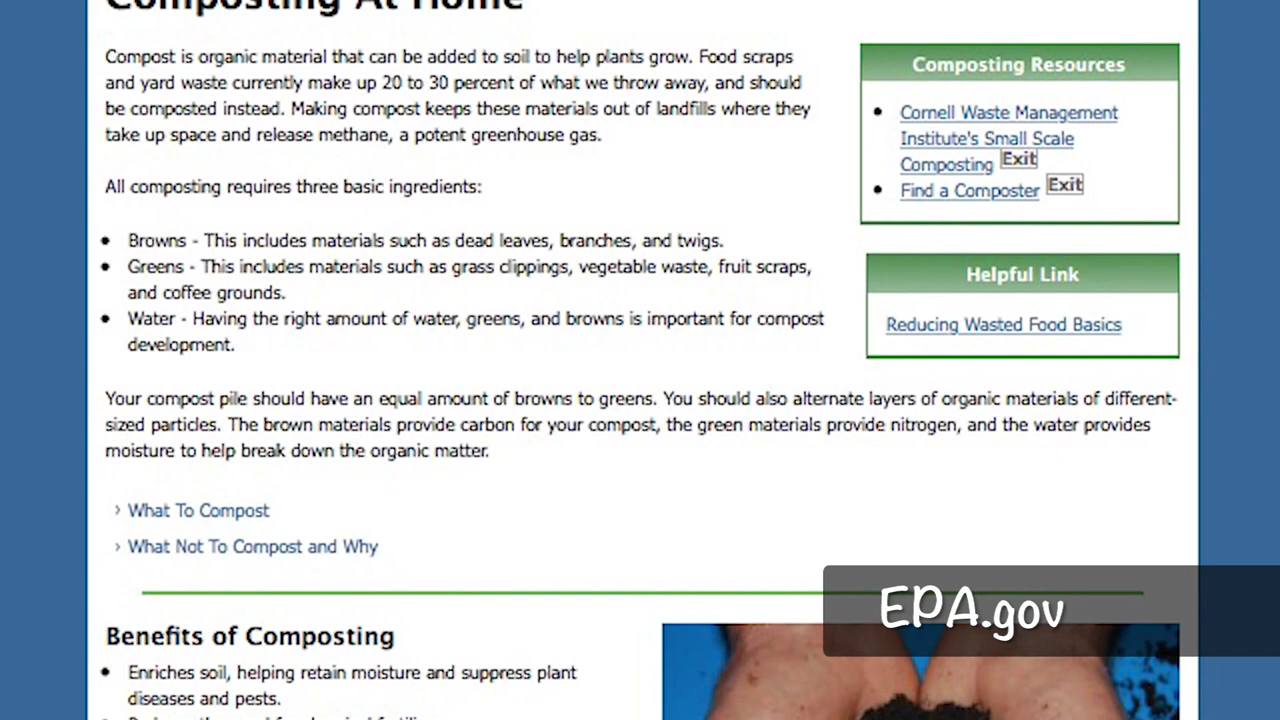 Composting At Home
Compost is organic material that can be added to soil to help plants grow. Food scraps
and yard waste currently make up 20 to 30 percent of what we throw away, and should
be composted instead. Making compost keeps these materials out of landfills where they
take up space and release methane, a potent greenhouse gas.
All composting requires three basic ingredients:
• Browns - This includes materials such as dead leaves, branches, and twigs.
• Greens - This includes materials such as grass clippings, vegetable waste, fruit scraps,
and coffee grounds.
• Water - Having the right amount of water, greens, and browns is important for compost
development.
Composting Resources
• Cornell Waste Management
Institute's Small Scale
Composting Exit
• Find a Composter Exit
Helpful Link
Reducing Wasted Food Basics
Your compost pile should have an equal amount of browns to greens. You should also alternate layers of organic materials of different-
sized particles. The brown materials provide carbon for your compost, the green materials provide nitrogen, and the water provides
moisture to help break down the organic matter.
› What To Compost
› What Not To Compost and Why
EPA.gov
Benefits of Composting
• Enriches soil, helping retain moisture and suppress plant
diseases and pests.